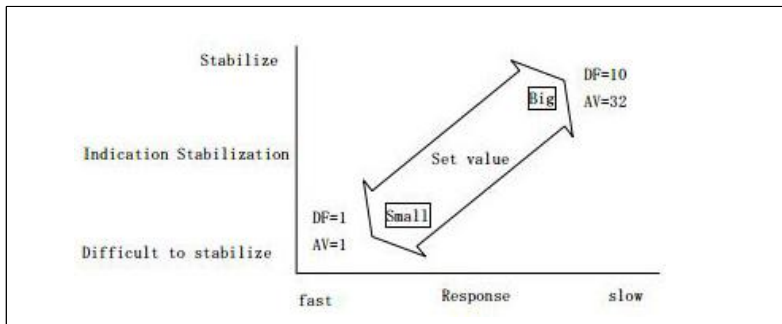 Stabilize
DF=10
Big
AV=32
Indication Stabilization
Set value
DF=1
Small
AV=1
Difficult to stabilize
fast
Response
slow